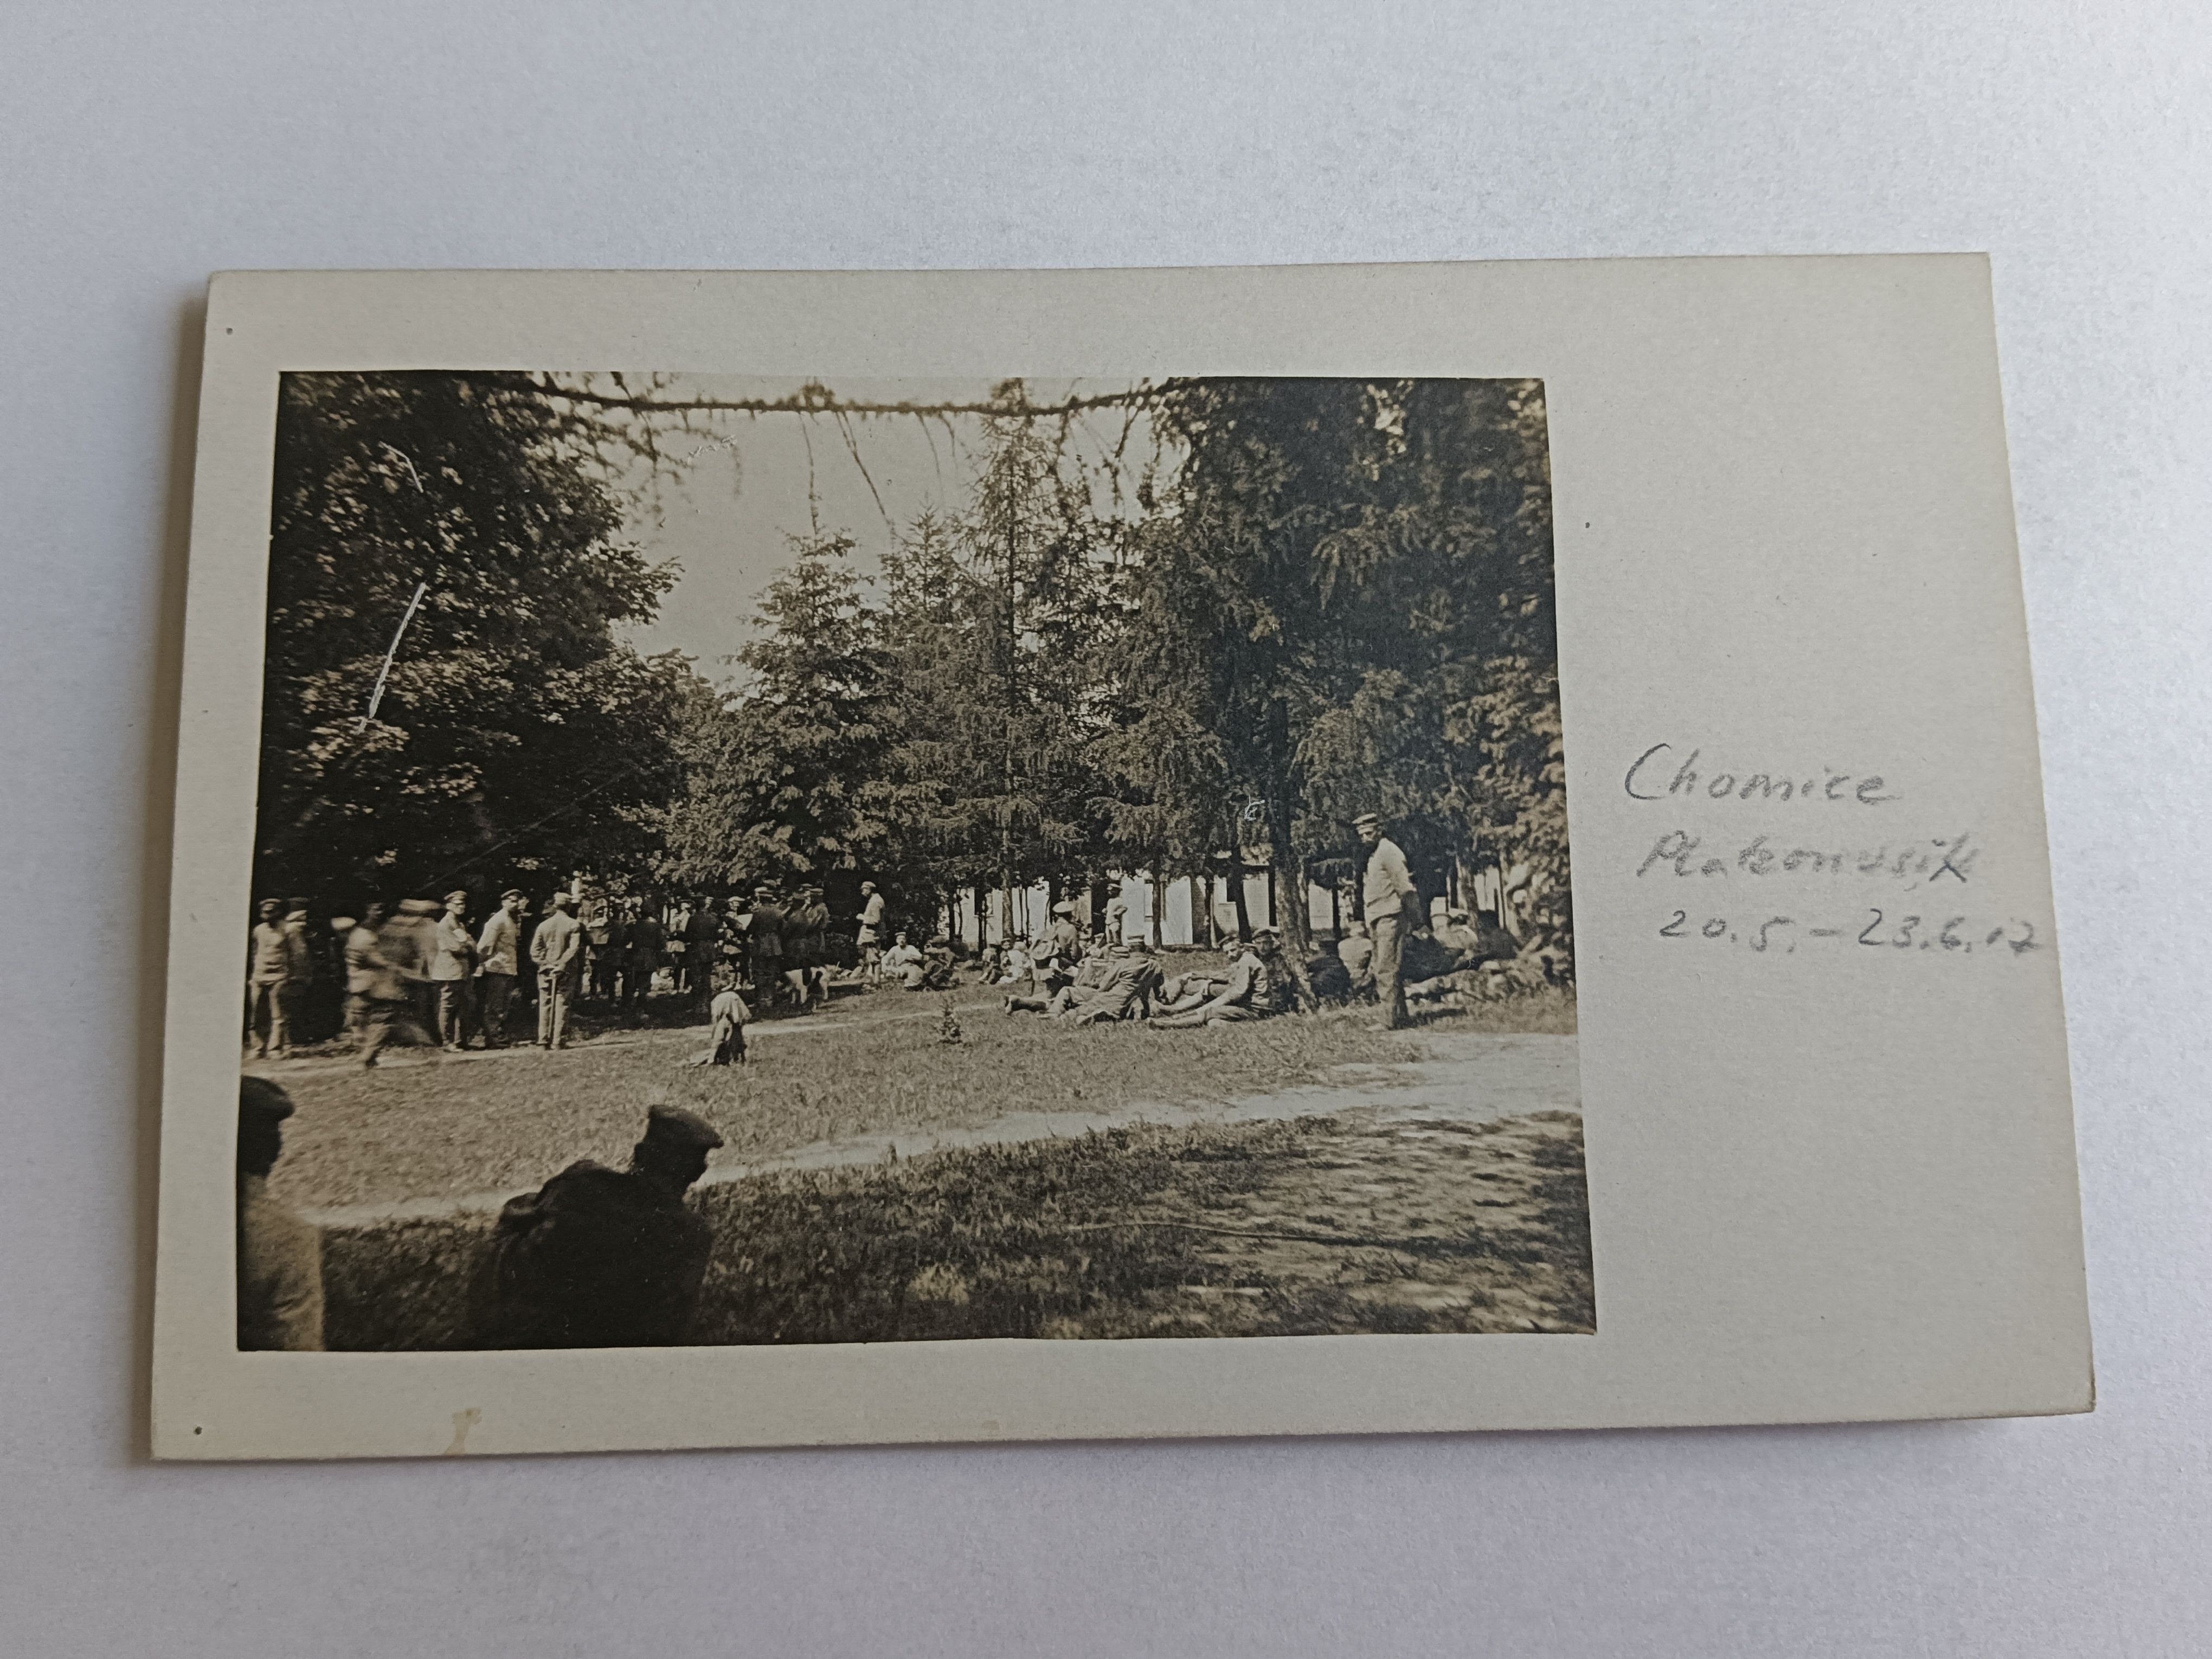 Chomice
Platzmusik
20.5. – 23.6.17